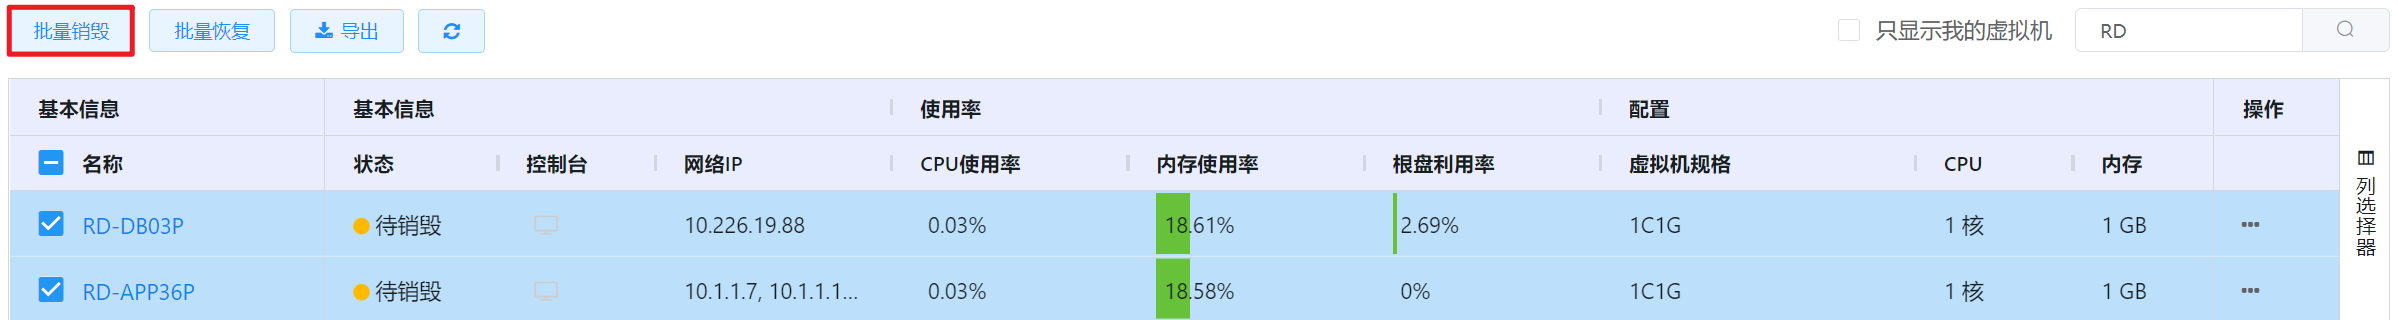 批量销毁 批量恢复 导出 只显示我的虚拟机 RD
基本信息 基本信息 使用率 配置 操作
名称 状态 控制台 网络IP CPU使用率 内存使用率 根盘利用率 虚拟机规格 CPU 内存
RD-DB03P 待销毁 10.226.19.88 0.03% 18.61% 2.69% 1C1G 1 核 1 GB ···
RD-APP36P 待销毁 10.1.1.7, 10.1.1.1... 0.03% 18.58% 0% 1C1G 1 核 1 GB ···
列选择器